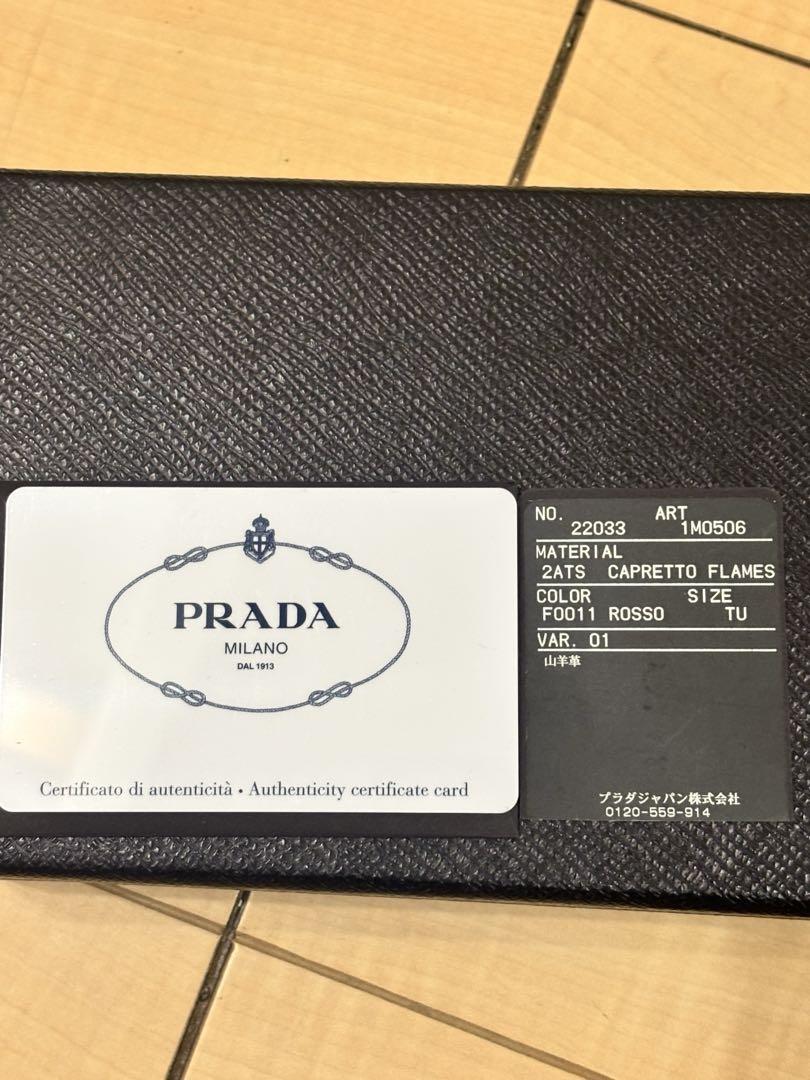 PRADA
MILANO
DAL 1913
Certificato di autenticità • Authenticity certificate card
NO. ART
22033 1M0506
MATERIAL
2ATS CAPRETTO FLAMES
COLOR SIZE
F0011 ROSSO TU
VAR. 01
山羊革
プラダジャパン株式会社
0120-559-914